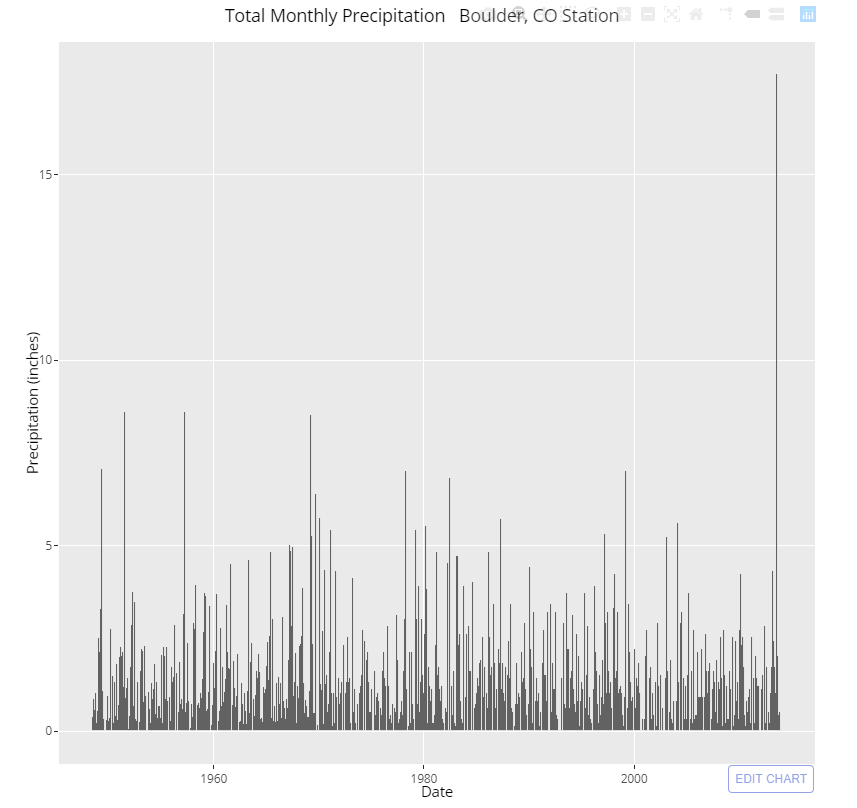 Total Monthly Precipitation   Boulder, CO Station
Precipitation (inches)
15
10
5
0
1960
1980
2000
Date
EDIT CHART